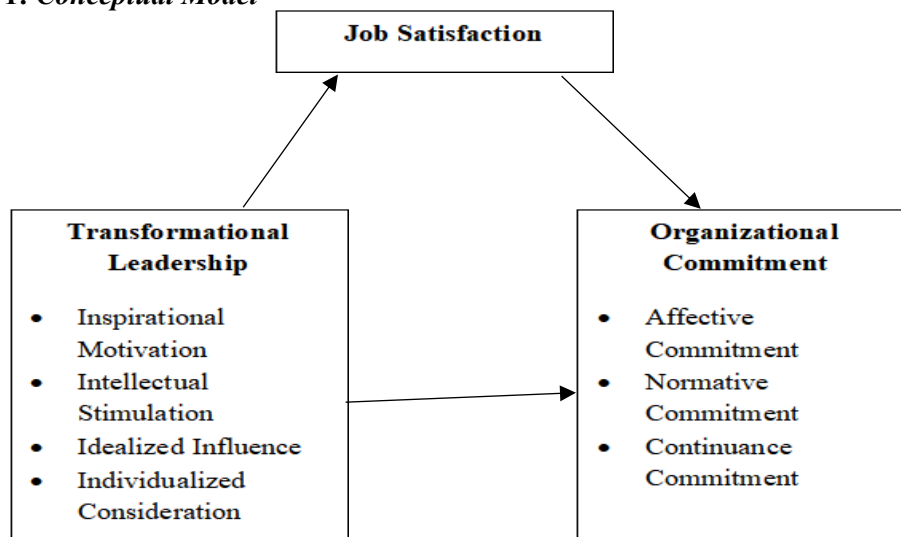 1. Conceptual Model
Job Satisfaction
Transformational
Leadership
• Inspirational
Motivation
• Intellectual
Stimulation
• Idealized Influence
• Individualized
Consideration
Organizational
Commitment
• Affective
Commitment
• Normative
Commitment
• Continuance
Commitment